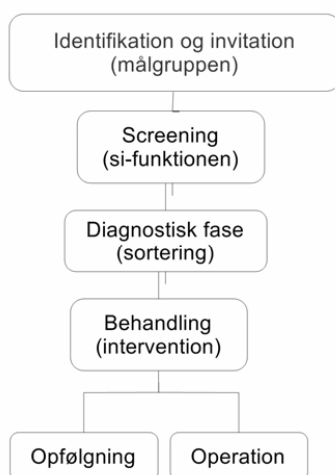 Identifikation og invitation
(målgruppen)
Screening
(si-funktionen)
Diagnostisk fase
(sortering)
Behandling
(intervention)
Opfølgning
Operation